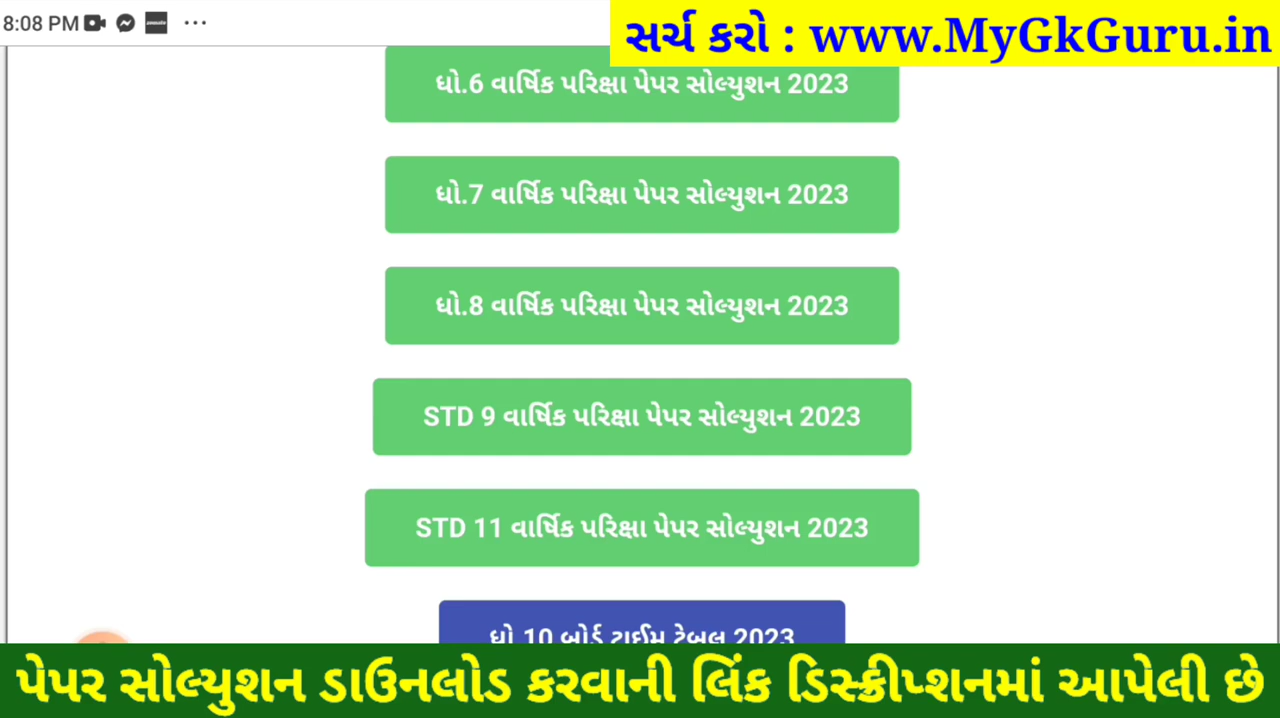 8:08 PM
સર્ચ કરો : www.MyGkGuru.in
ધો.6 વાર્ષિક પરિક્ષા પેપર સોલ્યુશન 2023
ધો.7 વાર્ષિક પરિક્ષા પેપર સોલ્યુશન 2023
ધો.8 વાર્ષિક પરિક્ષા પેપર સોલ્યુશન 2023
STD 9 વાર્ષિક પરિક્ષા પેપર સોલ્યુશન 2023
STD 11 વાર્ષિક પરિક્ષા પેપર સોલ્યુશન 2023
ધો 10 બોર્ડ ટાઈમ ટેબલ 2023
પેપર સોલ્યુશન ડાઉનલોડ કરવાની લિંક ડિસ્ક્રીપ્શનમાં આપેલી છે